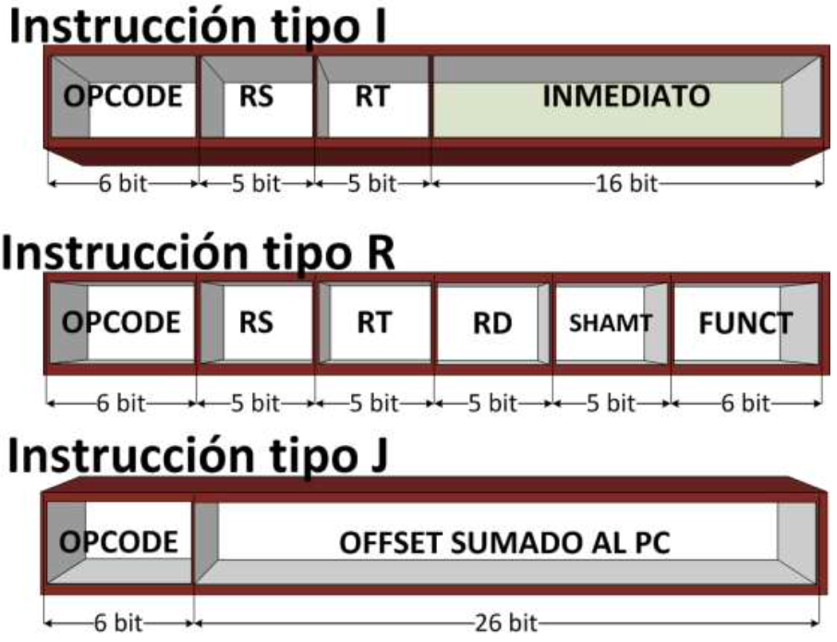 Instrucción tipo I
OPCODE RS RT INMEDIATO
6 bit 5 bit 5 bit 16 bit
Instrucción tipo R
OPCODE RS RT RD SHAMT FUNCT
6 bit 5 bit 5 bit 5 bit 5 bit 6 bit
Instrucción tipo J
OPCODE OFFSET SUMADO AL PC
6 bit 26 bit